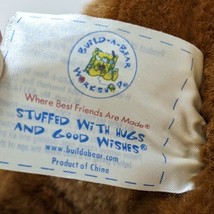 BUILD-A-BEAR
WORKSHOP®
Where Best Friends Are Made®
STUFFED WITH HUGS
AND GOOD WISHES®
www.buildabear.com
Product of China